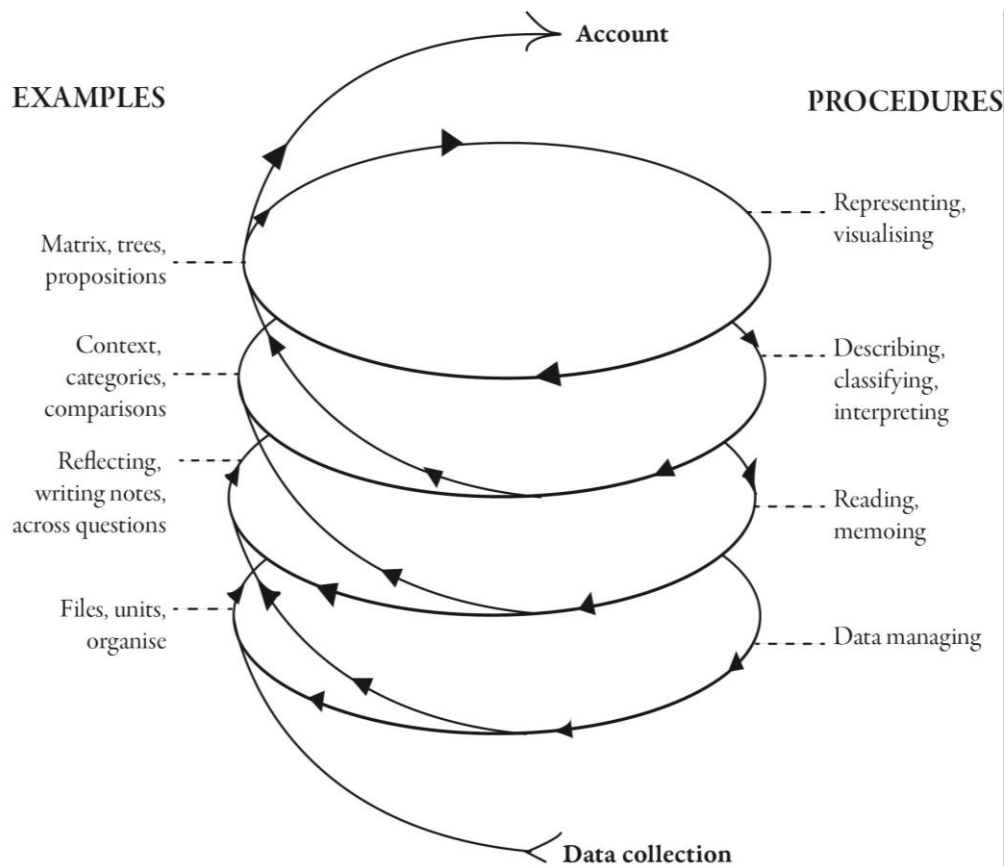 Account
EXAMPLES
PROCEDURES
Representing,
visualising
Matrix, trees,
propositions
Context,
categories,
comparisons
Describing,
classifying,
interpreting
Reflecting,
writing notes,
across questions
Reading,
memoing
Files, units,
organise
Data managing
Data collection